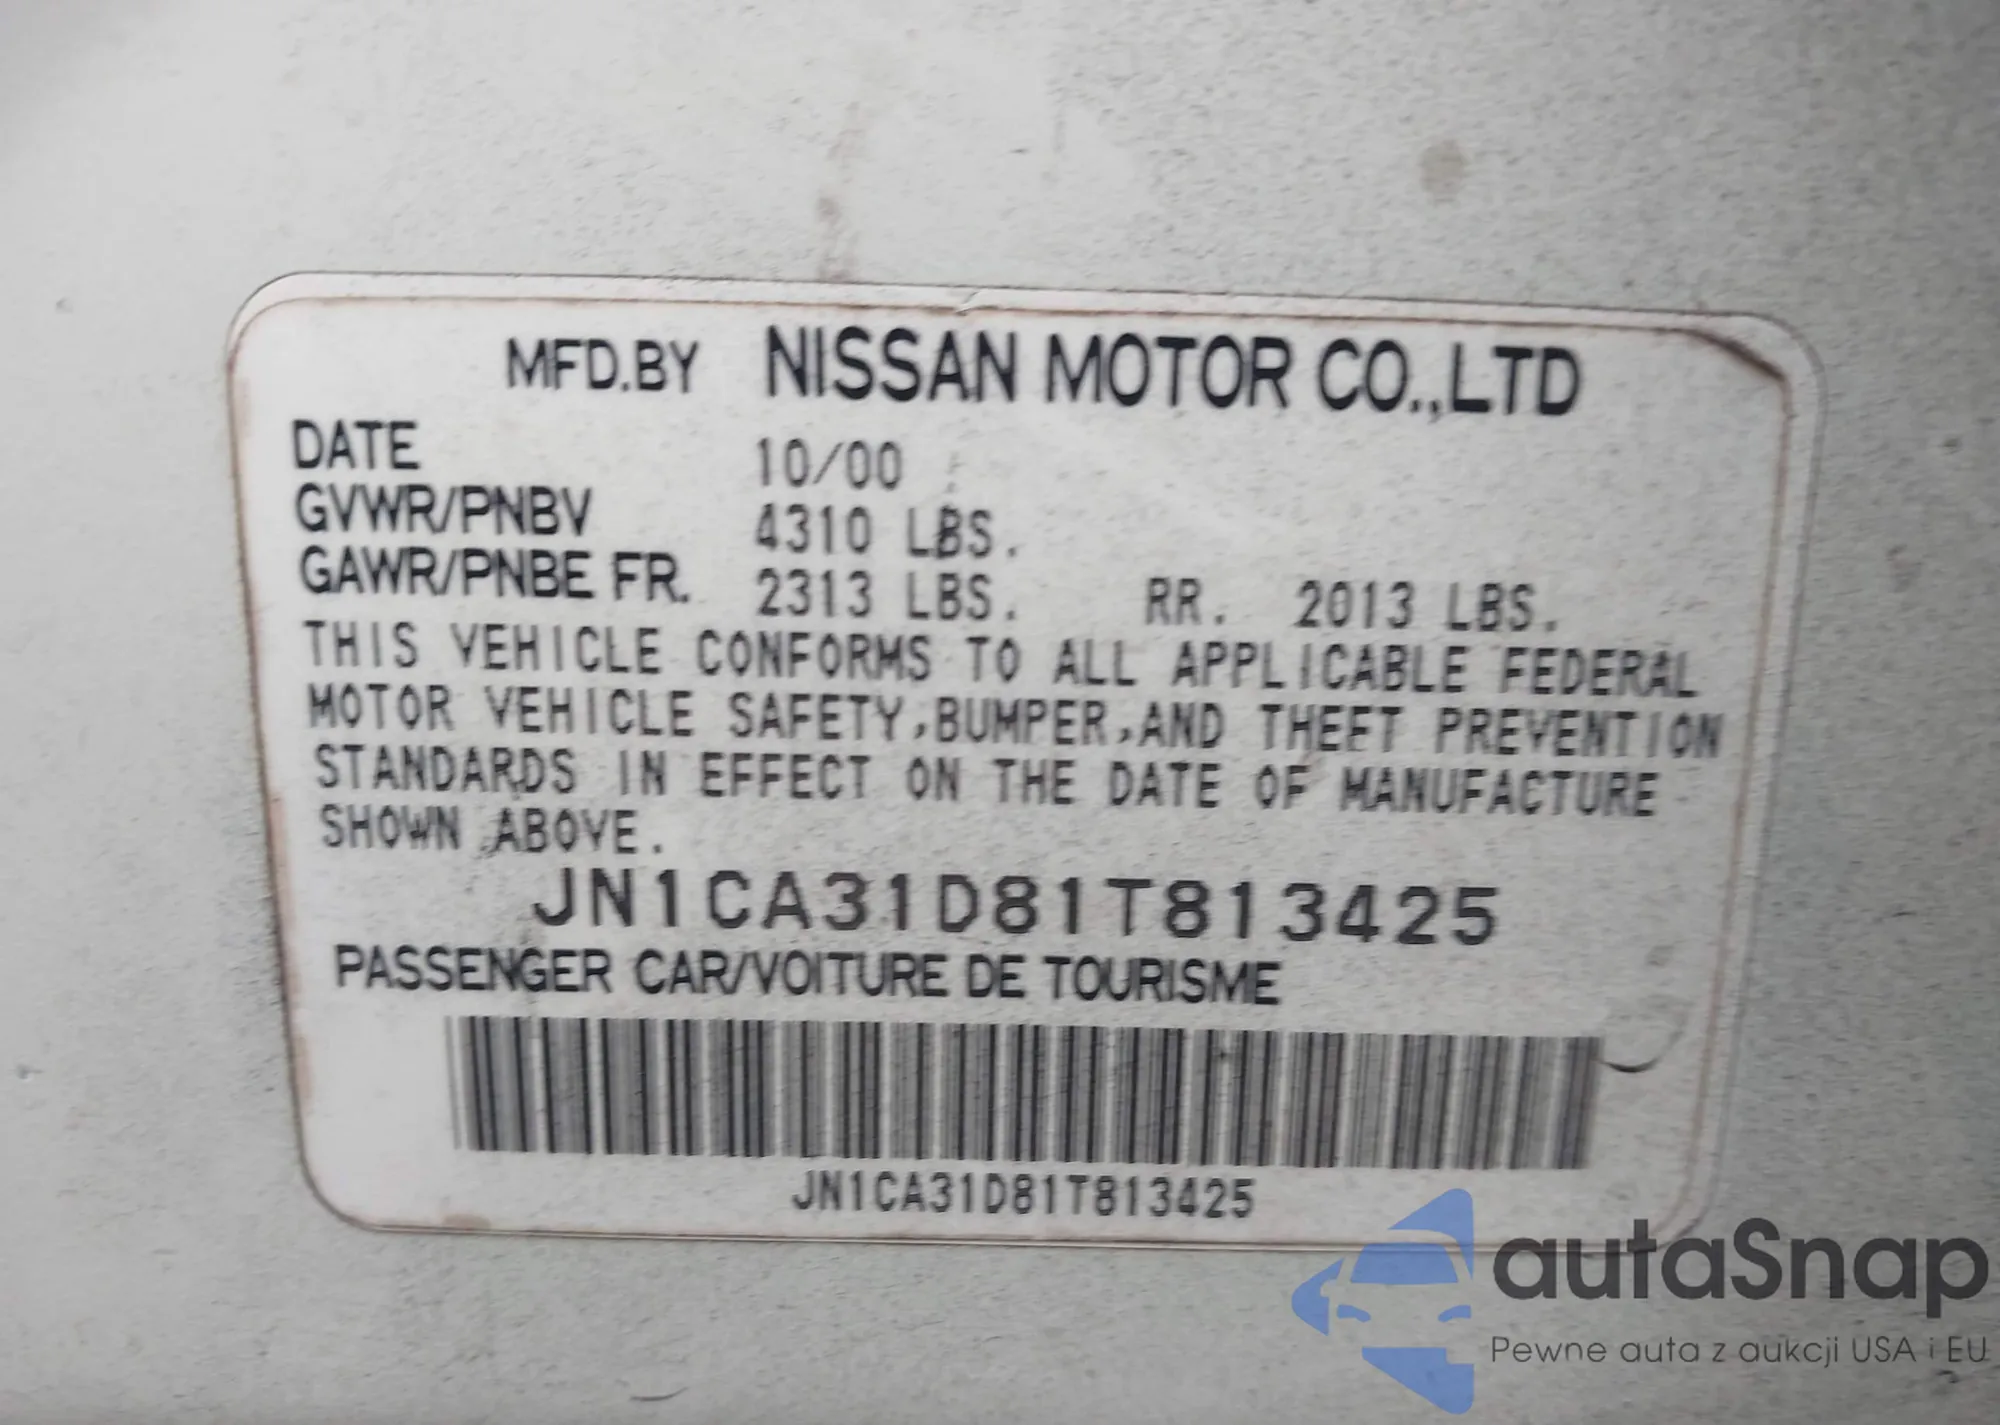 MFD.BY NISSAN MOTOR CO.,LTD
DATE 10/00
GVWR/PNBV 4310 LBS.
GAWR/PNBE FR. 2313 LBS. RR. 2013 LBS.
THIS VEHICLE CONFORMS TO ALL APPLICABLE FEDERAL
MOTOR VEHICLE SAFETY,BUMPER,AND THEFT PREVENTION
STANDARDS IN EFFECT ON THE DATE OF MANUFACTURE
SHOWN ABOVE.
JN1CA31D81T813425
PASSENGER CAR/VOITURE DE TOURISME
JN1CA31D81T813425
autaSnap
Pewne auta z aukcji USA i EU